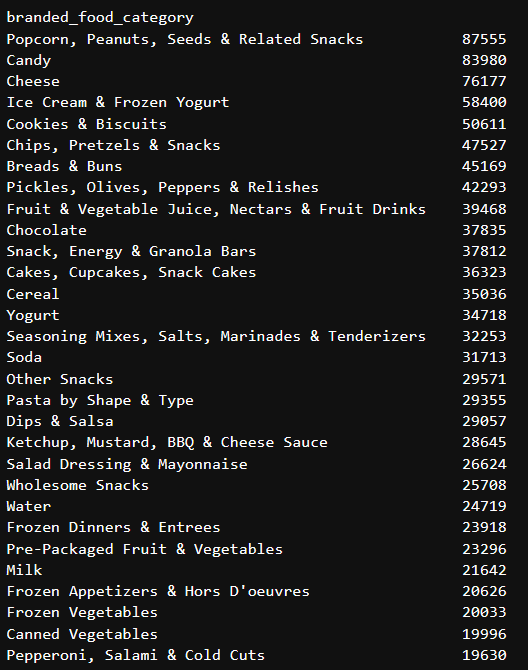 branded_food_category
Popcorn, Peanuts, Seeds & Related Snacks 87555
Candy 83980
Cheese 76177
Ice Cream & Frozen Yogurt 58400
Cookies & Biscuits 50611
Chips, Pretzels & Snacks 47527
Breads & Buns 45169
Pickles, Olives, Peppers & Relishes 42293
Fruit & Vegetable Juice, Nectars & Fruit Drinks 39468
Chocolate 37835
Snack, Energy & Granola Bars 37812
Cakes, Cupcakes, Snack Cakes 36323
Cereal 35036
Yogurt 34718
Seasoning Mixes, Salts, Marinades & Tenderizers 32253
Soda 31713
Other Snacks 29571
Pasta by Shape & Type 29355
Dips & Salsa 29057
Ketchup, Mustard, BBQ & Cheese Sauce 28645
Salad Dressing & Mayonnaise 26624
Wholesome Snacks 25708
Water 24719
Frozen Dinners & Entrees 23918
Pre-Packaged Fruit & Vegetables 23296
Milk 21642
Frozen Appetizers & Hors D'oeuvres 20626
Frozen Vegetables 20033
Canned Vegetables 19996
Pepperoni, Salami & Cold Cuts 19630